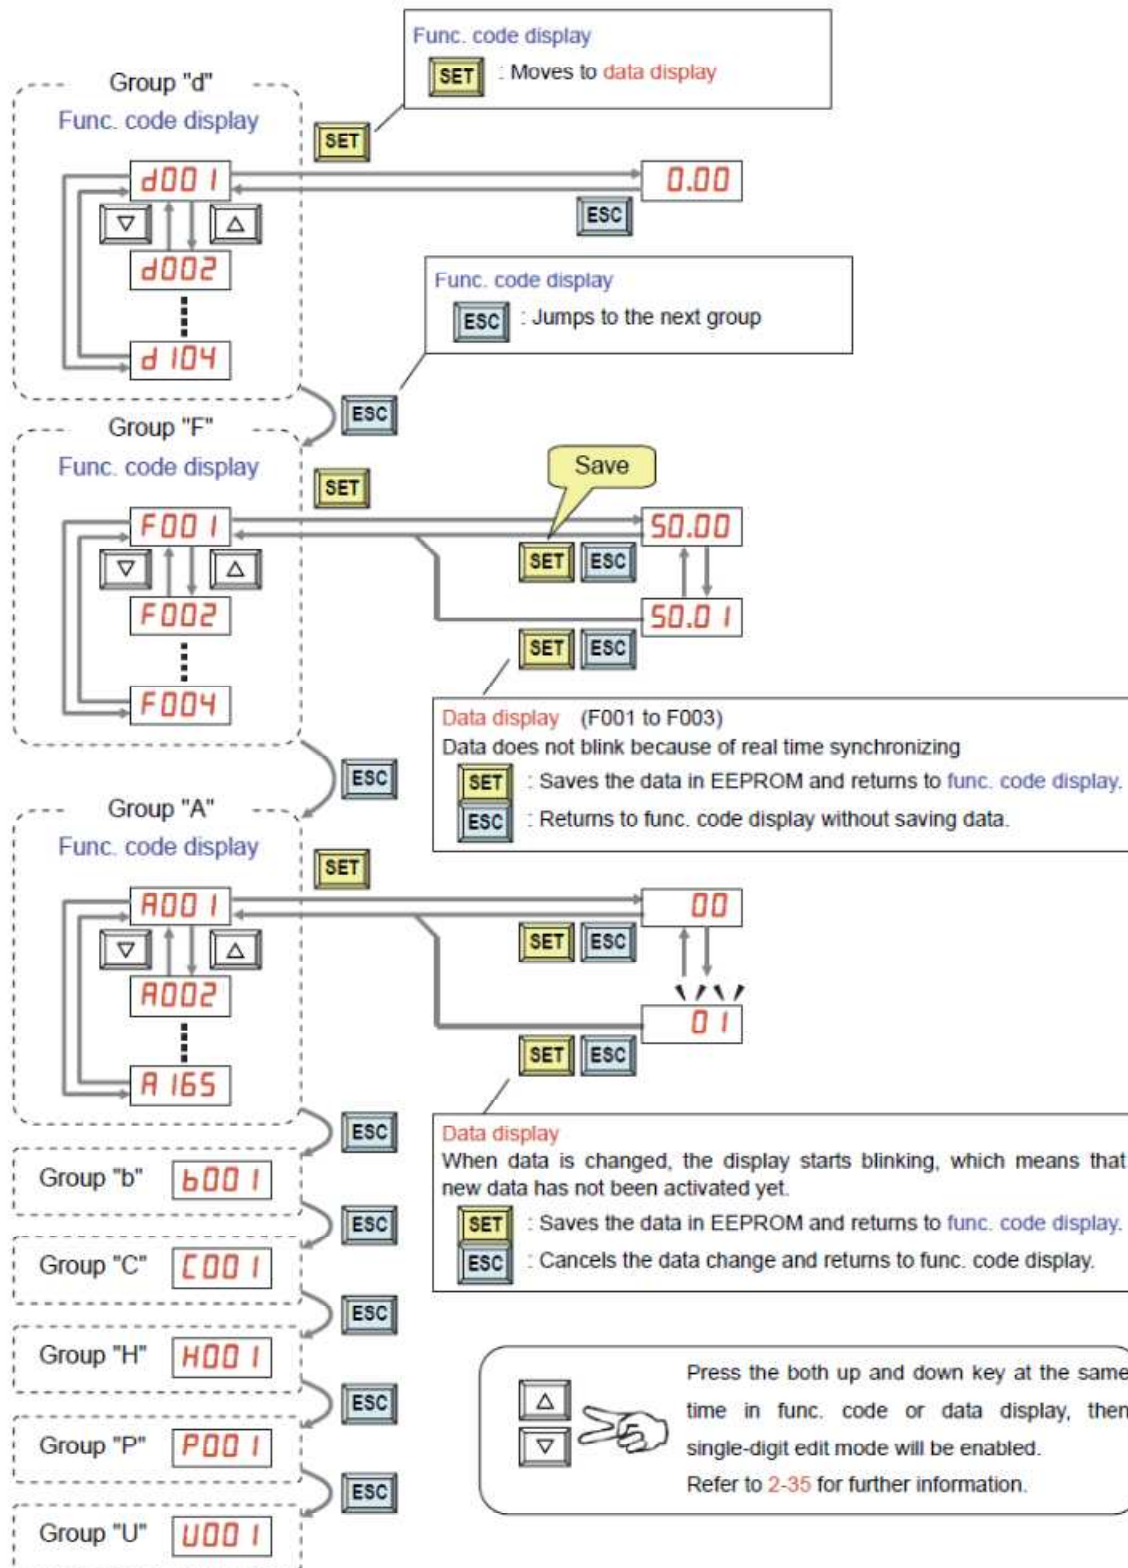 Func. code display
SET : Moves to data display
Group "d"
Func. code display
SET
d001
0.00
ESC
d002
d104
Func. code display
ESC : Jumps to the next group
ESC
Group "F"
Func. code display
SET
Save
F001
50.00
SET ESC
F002
50.01
SET ESC
F004
Data display (F001 to F003)
Data does not blink because of real time synchronizing
SET : Saves the data in EEPROM and returns to func. code display.
ESC : Returns to func. code display without saving data.
ESC
Group "A"
Func. code display
SET
A001
00
SET ESC
A002
01
SET ESC
A165
ESC
Data display
When data is changed, the display starts blinking, which means that
new data has not been activated yet.
SET : Saves the data in EEPROM and returns to func. code display.
ESC : Cancels the data change and returns to func. code display.
Group "b" b001
ESC
Group "C" C001
ESC
Group "H" H001
ESC
Group "P" P001
ESC
Group "U" U001
Press the both up and down key at the same
time in func. code or data display, then
single-digit edit mode will be enabled.
Refer to 2-35 for further information.